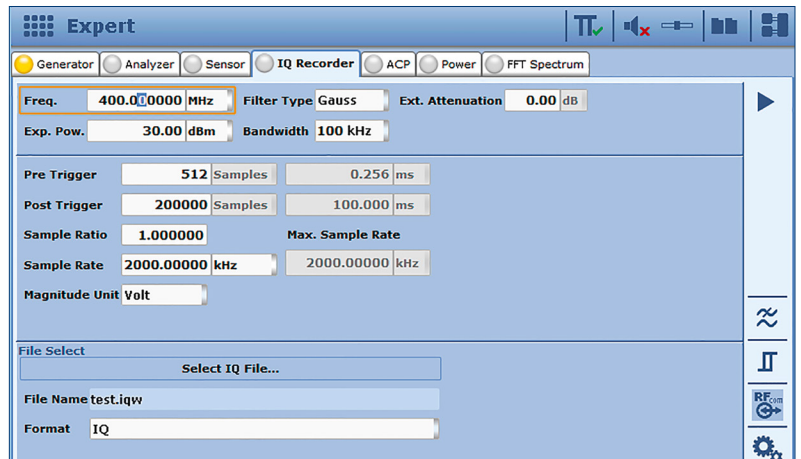 Expert
Generator Analyzer Sensor IQ Recorder ACP Power FFT Spectrum
Freq. 400.000000 MHz Filter Type Gauss Ext. Attenuation 0.00 dB
Exp. Pow. 30.00 dBm Bandwidth 100 kHz
Pre Trigger 512 Samples 0.256 ms
Post Trigger 200000 Samples 100.000 ms
Sample Ratio 1.000000 Max. Sample Rate
Sample Rate 2000.00000 kHz 2000.00000 kHz
Magnitude Unit Volt
File Select
Select IQ File...
File Name test.iqw
Format IQ
RF com